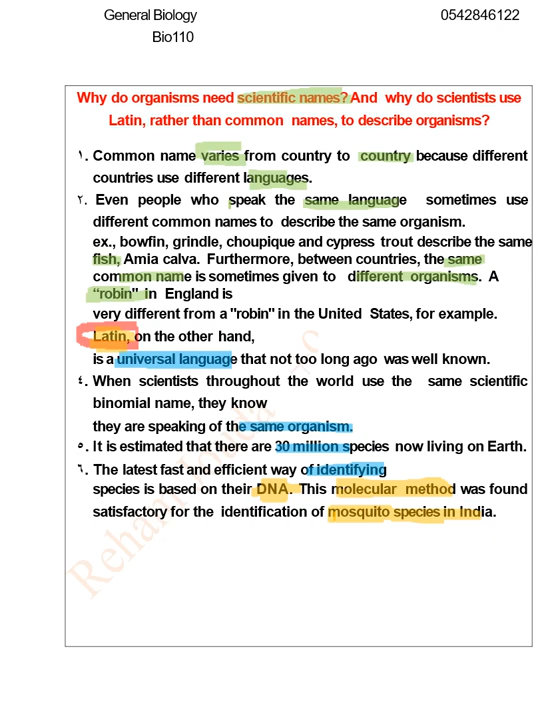 General Biology
0542846122
Bio110
Why do organisms need scientific names? And why do scientists use
Latin, rather than common names, to describe organisms?
١. Common name varies from country to country because different
countries use different languages.
٢. Even people who speak the same language sometimes use
different common names to describe the same organism.
ex., bowfin, grindle, choupique and cypress trout describe the same
fish, Amia calva. Furthermore, between countries, the same
common name is sometimes given to different organisms. A
“robin" in England is
very different from a "robin" in the United States, for example.
Latin, on the other hand,
is a universal language that not too long ago was well known.
٤. When scientists throughout the world use the same scientific
binomial name, they know
they are speaking of the same organism.
٥. It is estimated that there are 30 million species now living on Earth.
٦. The latest fast and efficient way of identifying
species is based on their DNA. This molecular method was found
satisfactory for the identification of mosquito species in India.